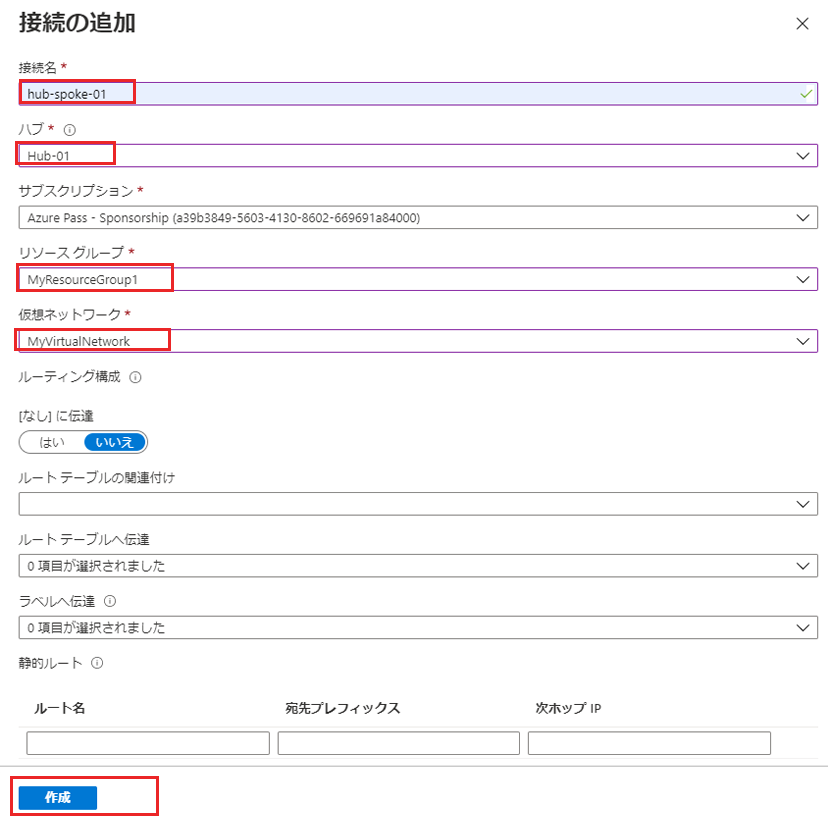 接続の追加
接続名 *
hub-spoke-01
ハブ *
Hub-01
サブスクリプション *
Azure Pass - Sponsorship (a39b3849-5603-4130-8602-669691a84000)
リソース グループ *
MyResourceGroup1
仮想ネットワーク *
MyVirtualNetwork
ルーティング構成
[なし] に伝達
はい いいえ
ルート テーブルの関連付け
ルート テーブルへ伝達
0 項目が選択されました
ラベルへ伝達
0 項目が選択されました
静的ルート
ルート名 宛先プレフィックス 次ホップ IP
作成